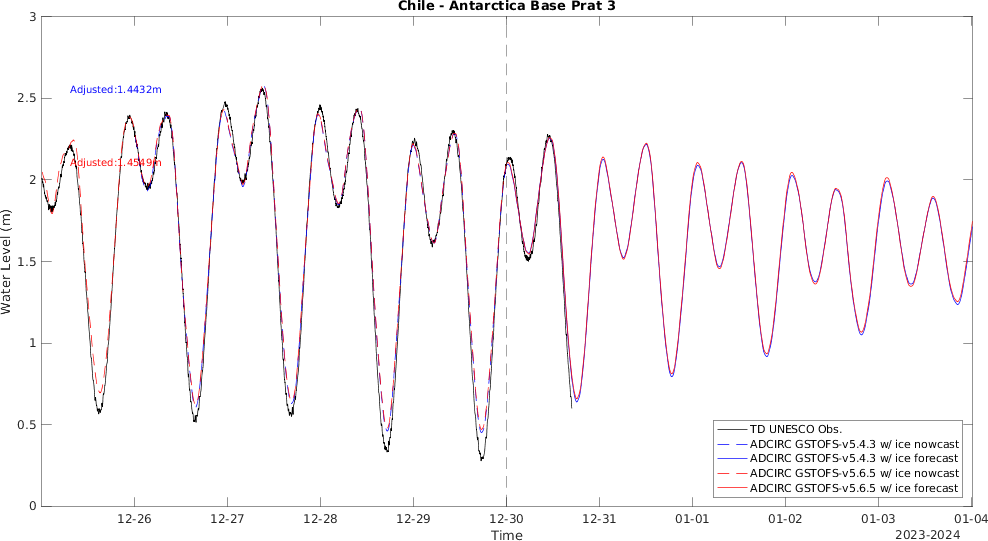 Chile - Antarctica Base Prat 3
3
2.5
2
1.5
1
0.5
0
Water Level (m)
Adjusted:1.4432m
Adjusted:1.4549m
TD UNESCO Obs.
ADCIRC GSTOFS-v5.4.3 w/ ice nowcast
ADCIRC GSTOFS-v5.4.3 w/ ice forecast
ADCIRC GSTOFS-v5.6.5 w/ ice nowcast
ADCIRC GSTOFS-v5.6.5 w/ ice forecast
12-26 12-27 12-28 12-29 12-30 12-31 01-01 01-02 01-03 01-04
Time
2023-2024